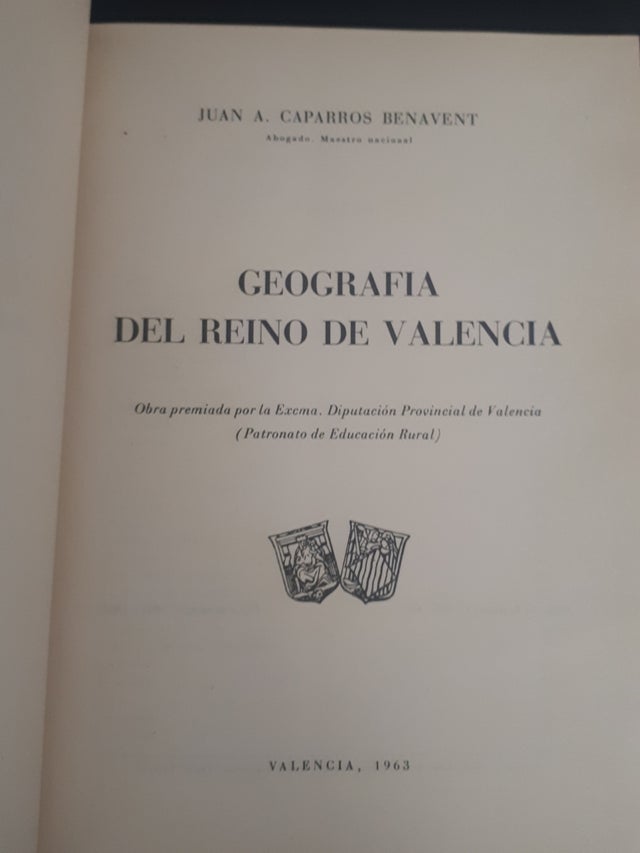 JUAN A. CAPARROS BENAVENT
Abogado. Maestro nacional
GEOGRAFIA
DEL REINO DE VALENCIA
Obra premiada por la Excma. Diputación Provincial de Valencia
(Patronato de Educación Rural)
VALENCIA, 1963